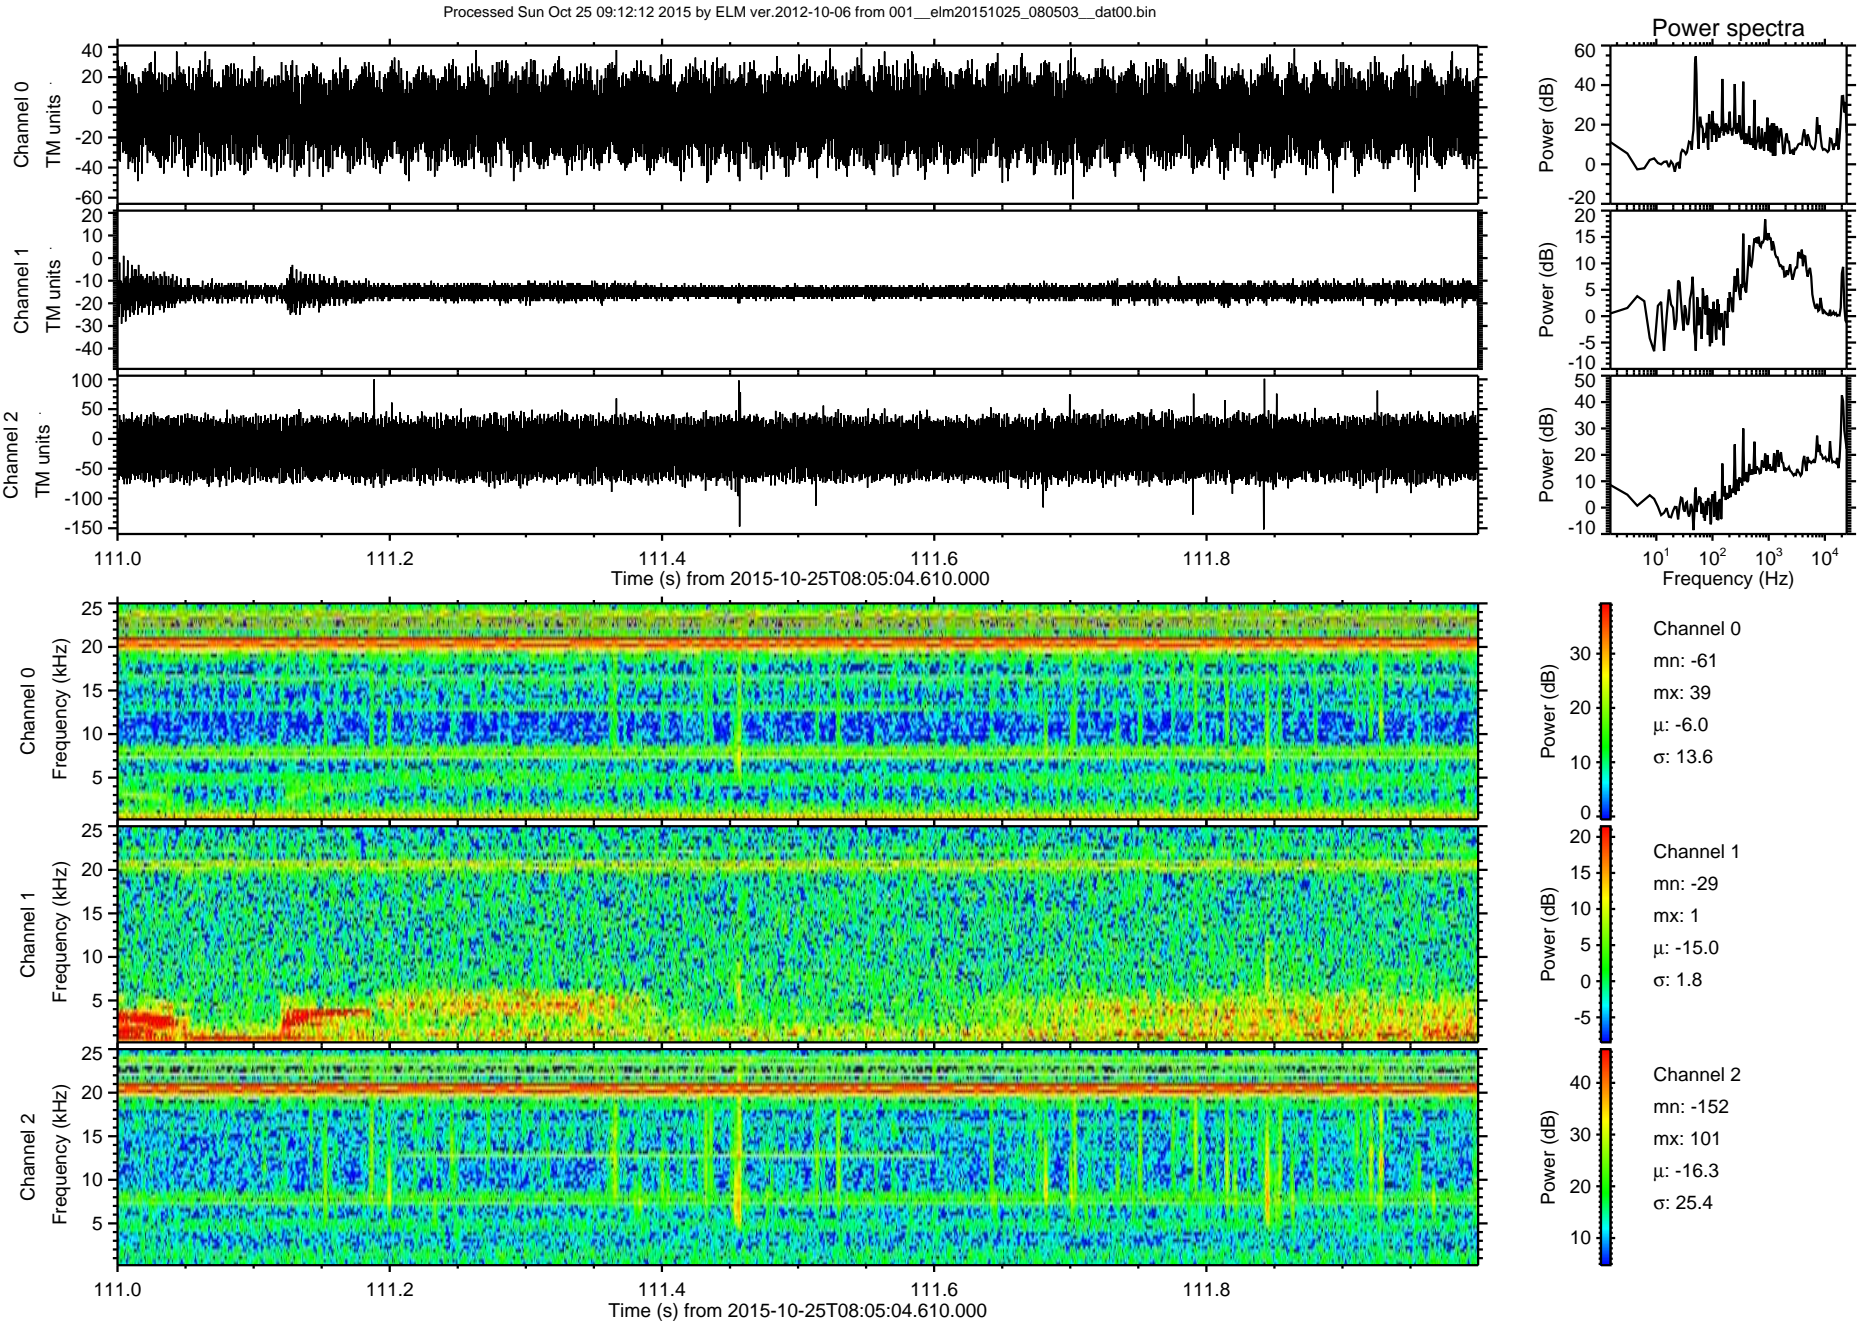 Processed Sun Oct 25 09:12:12 2015 by ELM ver.2012-10-06 from 001__elm20151025_080503__dat00.bin
Power spectra
Channel 0
TM units
40
20
0
-20
-40
-60
Power (dB)
60
40
20
0
-20
Channel 1
TM units
20
10
0
-10
-20
-30
-40
Power (dB)
20
15
10
5
0
-5
-10
Channel 2
TM units
100
50
0
-50
-100
-150
Power (dB)
50
40
30
20
10
0
-10
111.0 111.2 111.4 111.6 111.8
Time (s) from 2015-10-25T08:05:04.610.000
10^1 10^2 10^3 10^4
Frequency (Hz)
Channel 0
Frequency (kHz)
25
20
15
10
5
Power (dB)
30
20
10
0
Channel 0
mn: -61
mx: 39
μ: -6.0
σ: 13.6
Channel 1
Frequency (kHz)
25
20
15
10
5
Power (dB)
20
15
10
5
0
-5
Channel 1
mn: -29
mx: 1
μ: -15.0
σ: 1.8
Channel 2
Frequency (kHz)
25
20
15
10
5
Power (dB)
40
30
20
10
Channel 2
mn: -152
mx: 101
μ: -16.3
σ: 25.4
111.0 111.2 111.4 111.6 111.8
Time (s) from 2015-10-25T08:05:04.610.000